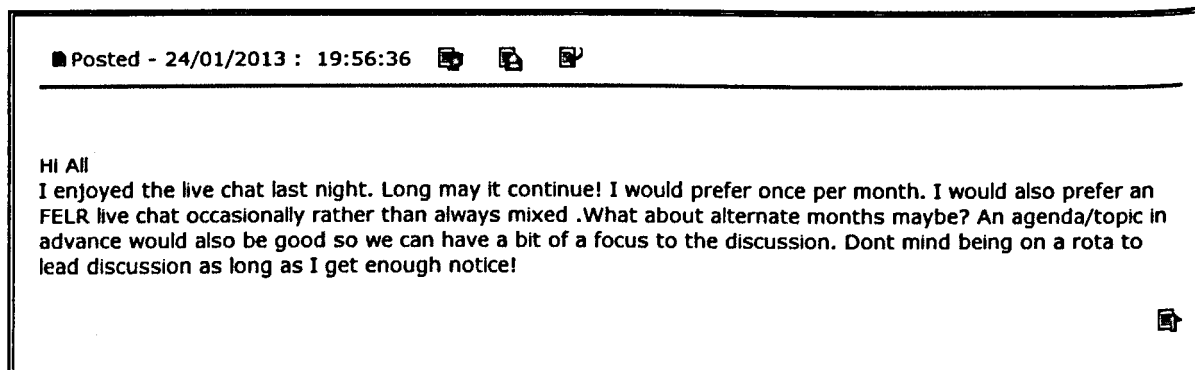 Posted - 24/01/2013 : 19:56:36
Hi All
I enjoyed the live chat last night. Long may it continue! I would prefer once per month. I would also prefer an
FELR live chat occasionally rather than always mixed .What about alternate months maybe? An agenda/topic in
advance would also be good so we can have a bit of a focus to the discussion. Dont mind being on a rota to
lead discussion as long as I get enough notice!